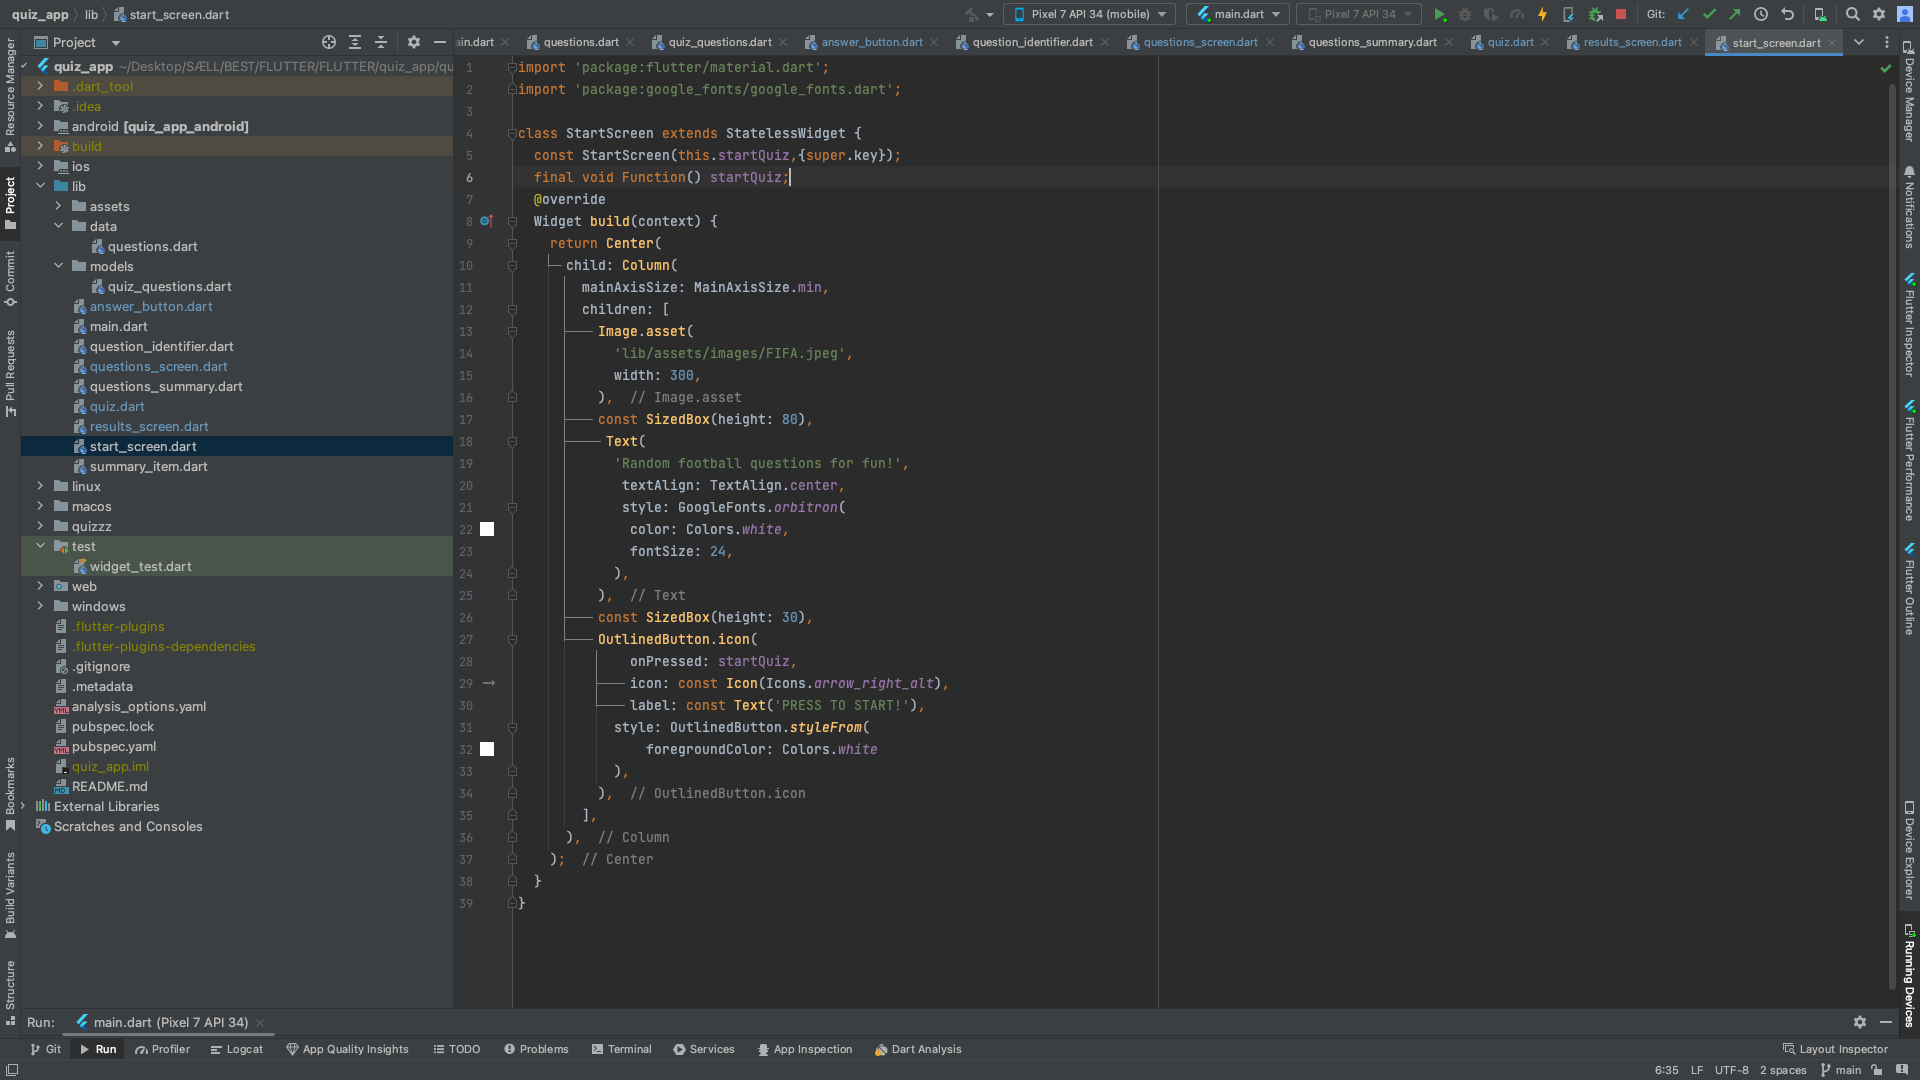 quiz_app
lib
start_screen.dart
Pixel 7 API 34 (mobile)
main.dart
Pixel 7 API 34
Git:
Project
in.dart
questions.dart
quiz_questions.dart
answer_button.dart
question_identifier.dart
questions_screen.dart
questions_summary.dart
quiz.dart
results_screen.dart
start_screen.dart
Resource Manager
Project
Commit
Pull Requests
Bookmarks
Build Variants
Structure
quiz_app ~/Desktop/SÆLL/BEST/FLUTTER/FLUTTER/quiz_app/qu
.dart_tool
.idea
android [quiz_app_android]
build
ios
lib
assets
data
questions.dart
models
quiz_questions.dart
answer_button.dart
main.dart
question_identifier.dart
questions_screen.dart
questions_summary.dart
quiz.dart
results_screen.dart
start_screen.dart
summary_item.dart
linux
macos
quizzz
test
widget_test.dart
web
windows
.flutter-plugins
.flutter-plugins-dependencies
.gitignore
.metadata
analysis_options.yaml
pubspec.lock
pubspec.yaml
quiz_app.iml
README.md
External Libraries
Scratches and Consoles
1 import 'package:flutter/material.dart';
2 import 'package:google_fonts/google_fonts.dart';
3
4 class StartScreen extends StatelessWidget {
5 const StartScreen(this.startQuiz,{super.key});
6 final void Function() startQuiz;
7 @override
8 Widget build(context) {
9 return Center(
10 child: Column(
11 mainAxisSize: MainAxisSize.min,
12 children: [
13 Image.asset(
14 'lib/assets/images/FIFA.jpeg',
15 width: 300,
16 ), // Image.asset
17 const SizedBox(height: 80),
18 Text(
19 'Random football questions for fun!',
20 textAlign: TextAlign.center,
21 style: GoogleFonts.orbitron(
22 color: Colors.white,
23 fontSize: 24,
24 ),
25 ), // Text
26 const SizedBox(height: 30),
27 OutlinedButton.icon(
28 onPressed: startQuiz,
29 icon: const Icon(Icons.arrow_right_alt),
30 label: const Text('PRESS TO START!'),
31 style: OutlinedButton.styleFrom(
32 foregroundColor: Colors.white
33 ),
34 ), // OutlinedButton.icon
35 ],
36 ), // Column
37 ); // Center
38 }
39 }
Device Manager
Notifications
Flutter Inspector
Flutter Performance
Flutter Outline
Device Explorer
Running Devices
Run:
main.dart (Pixel 7 API 34)
Git
Run
Profiler
Logcat
App Quality Insights
TODO
Problems
Terminal
Services
App Inspection
Dart Analysis
Layout Inspector
6:35
LF
UTF-8
2 spaces
main